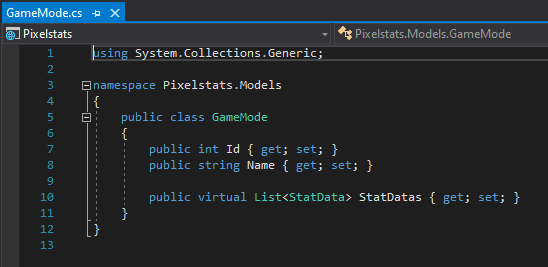 GameMode.cs
Pixelstats
Pixelstats.Models.GameMode
1 using System.Collections.Generic;
2
3 namespace Pixelstats.Models
4 {
5 public class GameMode
6 {
7 public int Id { get; set; }
8 public string Name { get; set; }
9
10 public virtual List<StatData> StatDatas { get; set; }
11 }
12 }
13